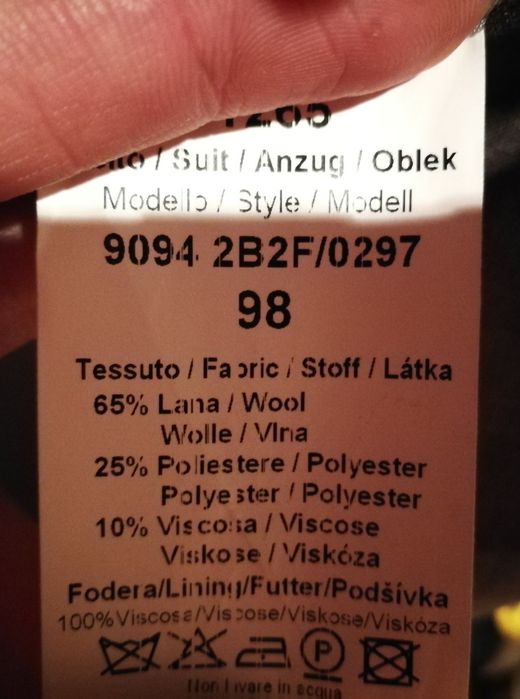 / Suit / Anzug / Oblek
Modello / Style / Modell
9094 2B2F/0297
98
Tessuto / Fabric / Stoff / Látka
65% Lana / Wool
Wolle / Vlna
25% Poliestere / Polyester
Polyester / Polyester
10% Viscosa / Viscose
Viskose / Viskóza
Fodera/Lining/Futter/Podšívka
100%Viscosa/Viscose/Viskose/Viskóza
P
Non lavare in acqua